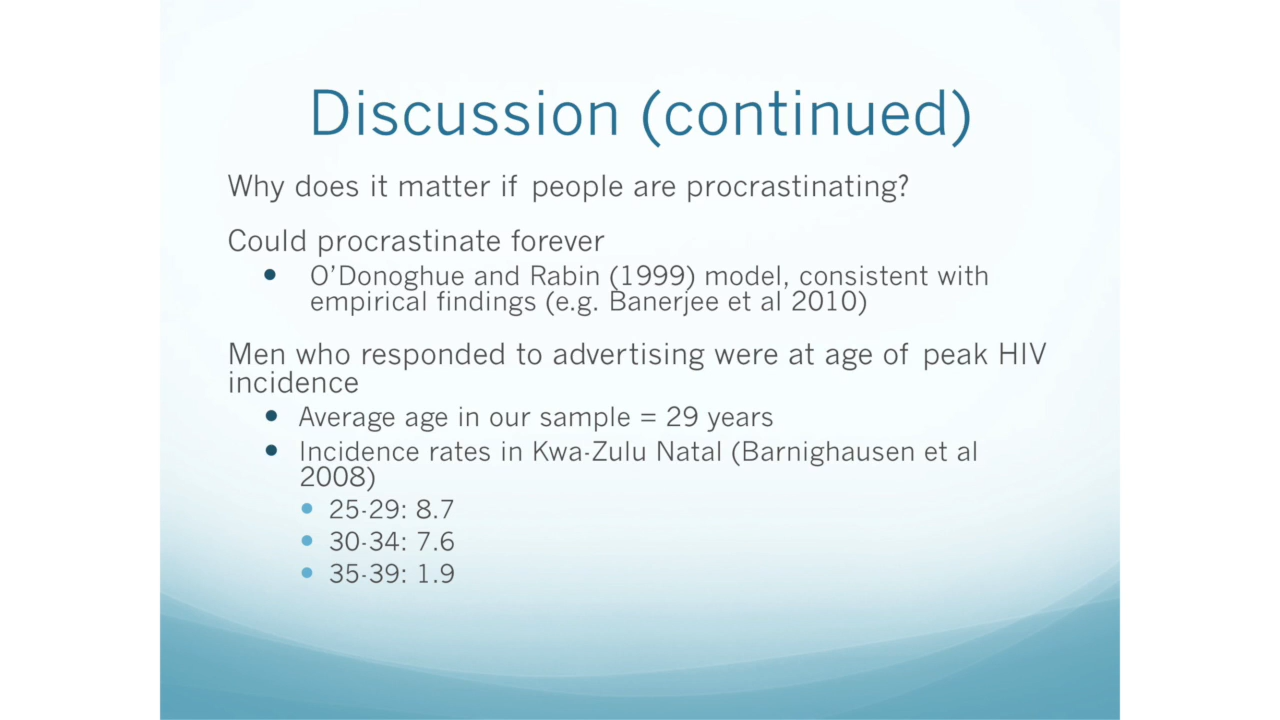 Discussion (continued)
Why does it matter if people are procrastinating?
Could procrastinate forever
• O’Donoghue and Rabin (1999) model, consistent with
empirical findings (e.g. Banerjee et al 2010)
Men who responded to advertising were at age of peak HIV
incidence
• Average age in our sample = 29 years
• Incidence rates in Kwa-Zulu Natal (Barnighausen et al
2008)
• 25-29: 8.7
• 30-34: 7.6
• 35-39: 1.9